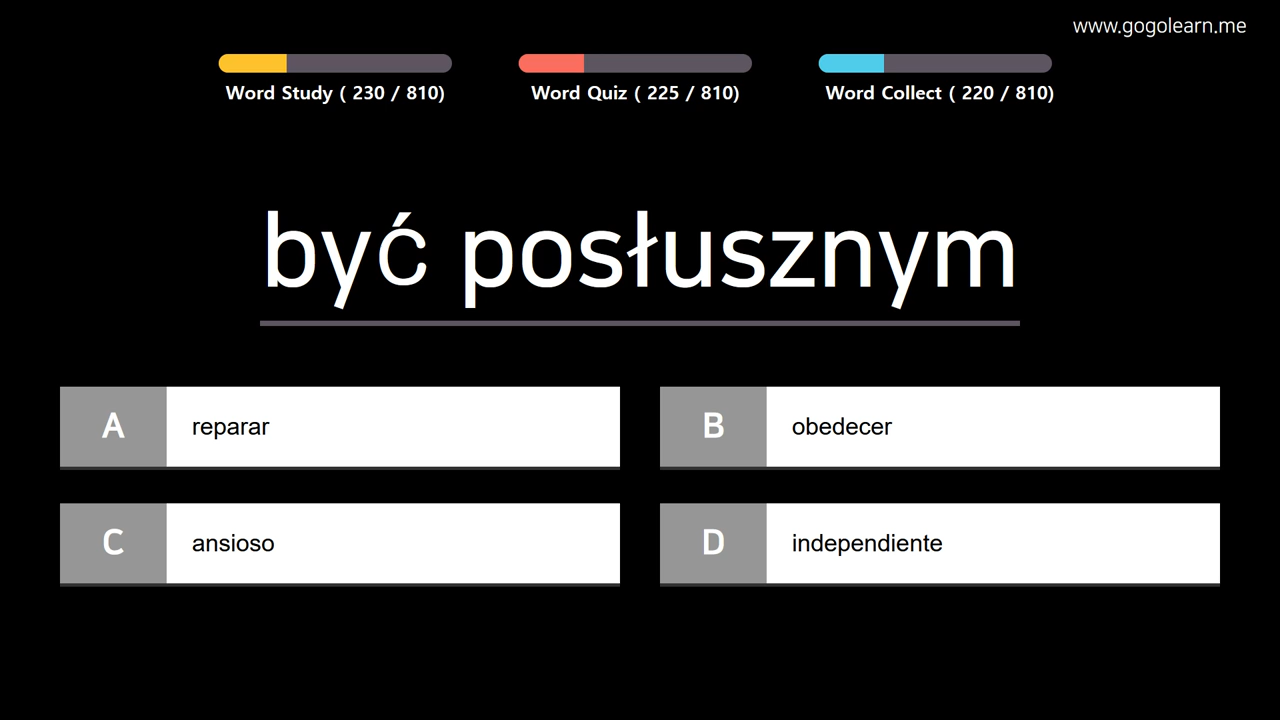 www.gogolearn.me
Word Study ( 230 / 810)
Word Quiz ( 225 / 810)
Word Collect ( 220 / 810)
być posłusznym
A reparar
B obedecer
C ansioso
D independiente